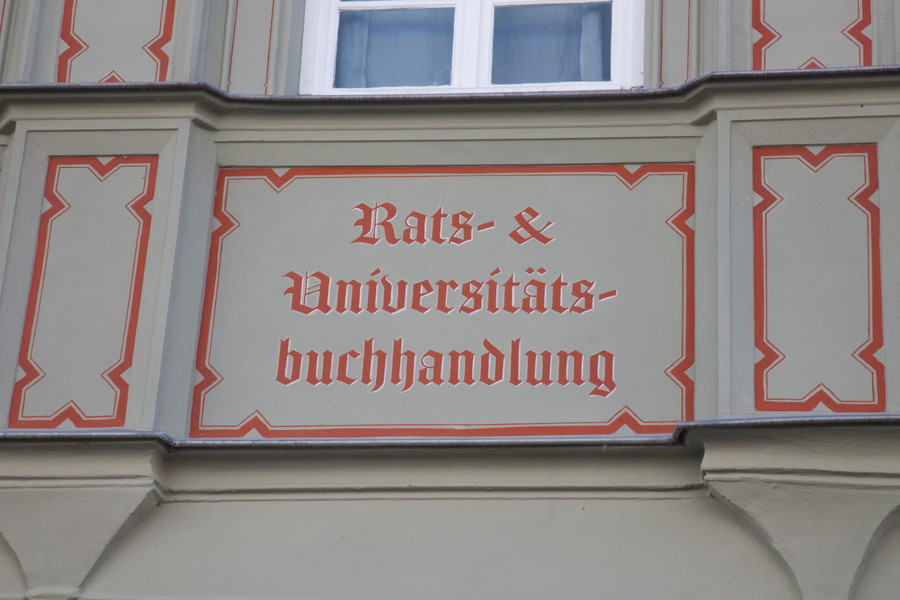 Rats- &
Universitäts-
buchhandlung